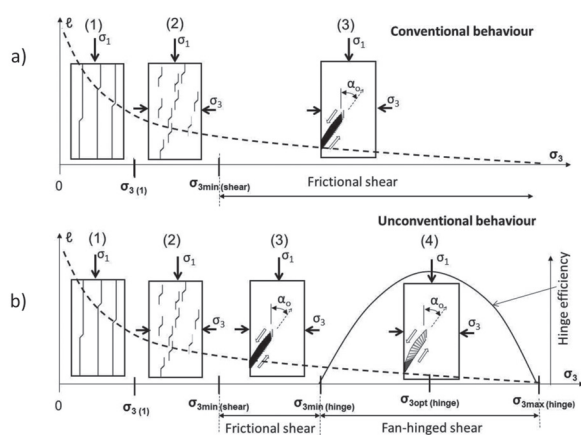 ℓ
(1)
(2)
(3)
Conventional behaviour
a)
σ1
σ1
σ1
σ3
αo
σ3
σ3
0
σ3 (1)
σ3min (shear)
Frictional shear
Unconventional behaviour
ℓ
(1)
(2)
(3)
(4)
b)
σ1
σ1
σ1
σ1
σ3
αo
σ3
αo
σ3
Hinge efficiency
σ3
0
σ3 (1)
σ3min (shear)
σ3min (hinge)
σ3opt (hinge)
σ3max (hinge)
Frictional shear
Fan-hinged shear